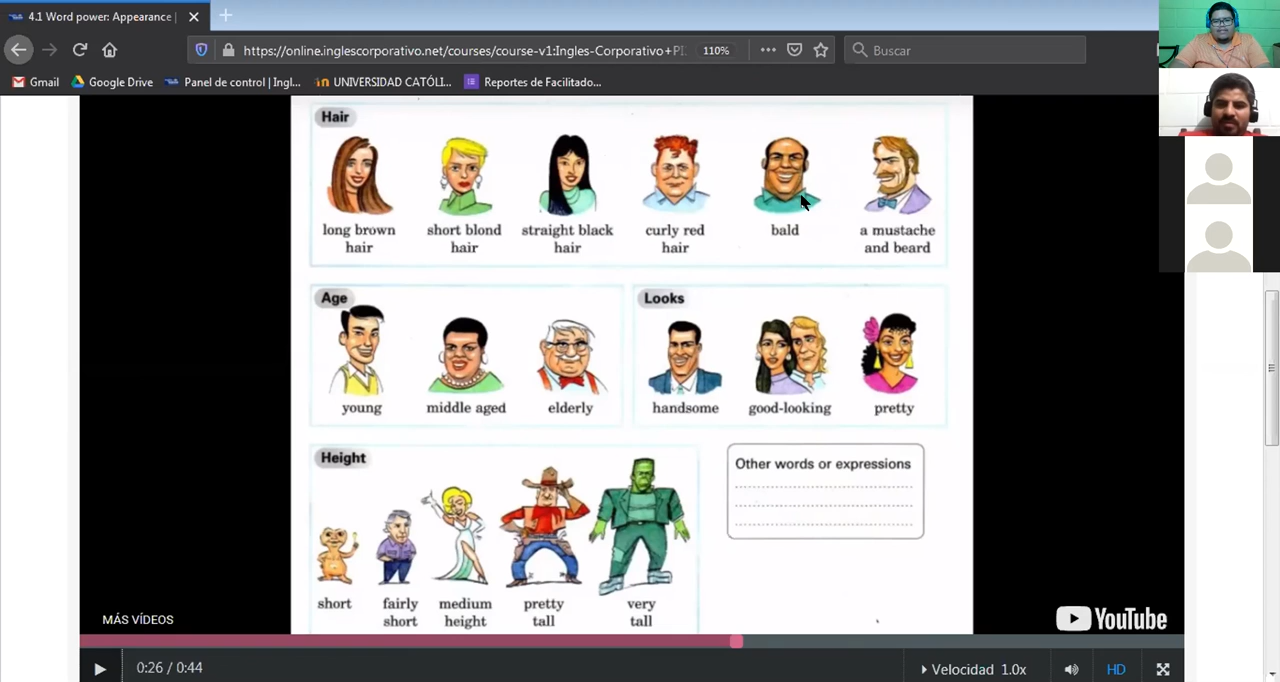 4.1 Word power: Appearance |
https://online.inglescorporativo.net/courses/course-v1:Ingles-Corporativo+P
110%
Buscar
Gmail
Google Drive
Panel de control | Ingl...
UNIVERSIDAD CATÓLI...
Reportes de Facilitado...
Hair
long brown hair
short blond hair
straight black hair
curly red hair
bald
a mustache and beard
Age
Looks
young
middle aged
elderly
handsome
good-looking
pretty
Height
Other words or expressions
short
fairly short
medium height
pretty tall
very tall
MÁS VÍDEOS
YouTube
0:26 / 0:44
Velocidad 1.0x
HD